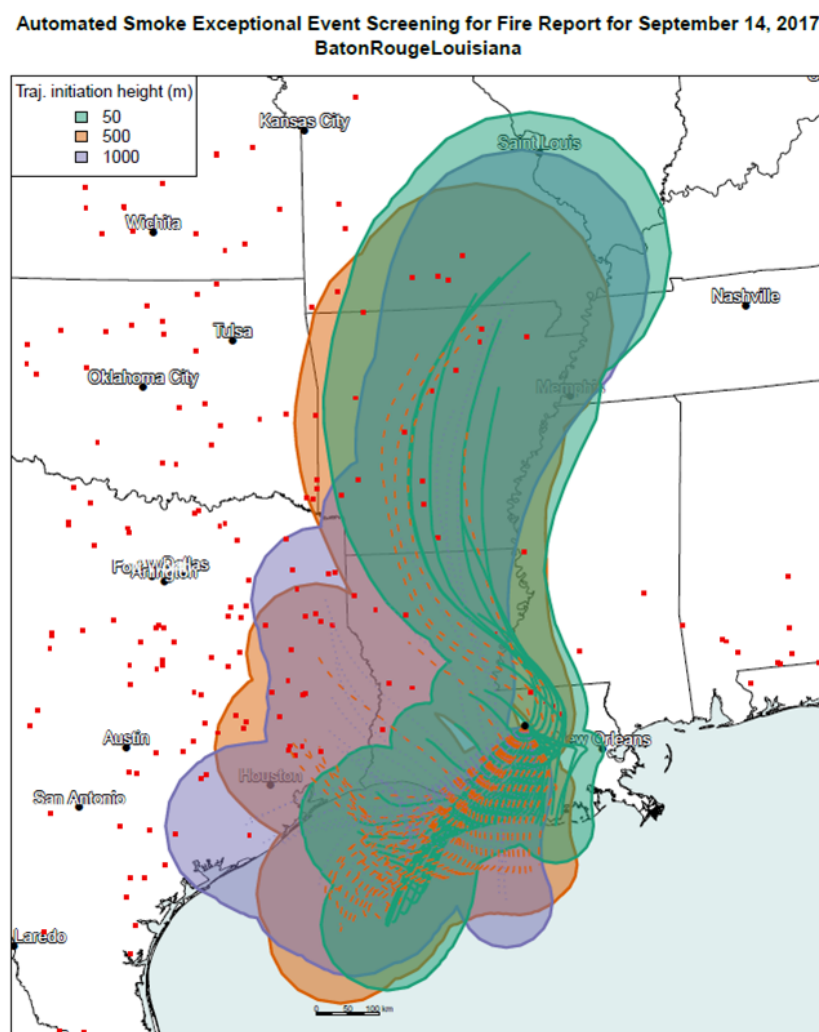 Automated Smoke Exceptional Event Screening for Fire Report for September 14, 2017
BatonRougeLouisiana
Traj. initiation height (m)
50
500
1000
Kansas City
Saint Louis
Wichita
Nashville
Tulsa
Oklahoma City
Memphis
Dallas
Arlington
Austin
New Orleans
Houston
San Antonio
Laredo
0 50 100 km